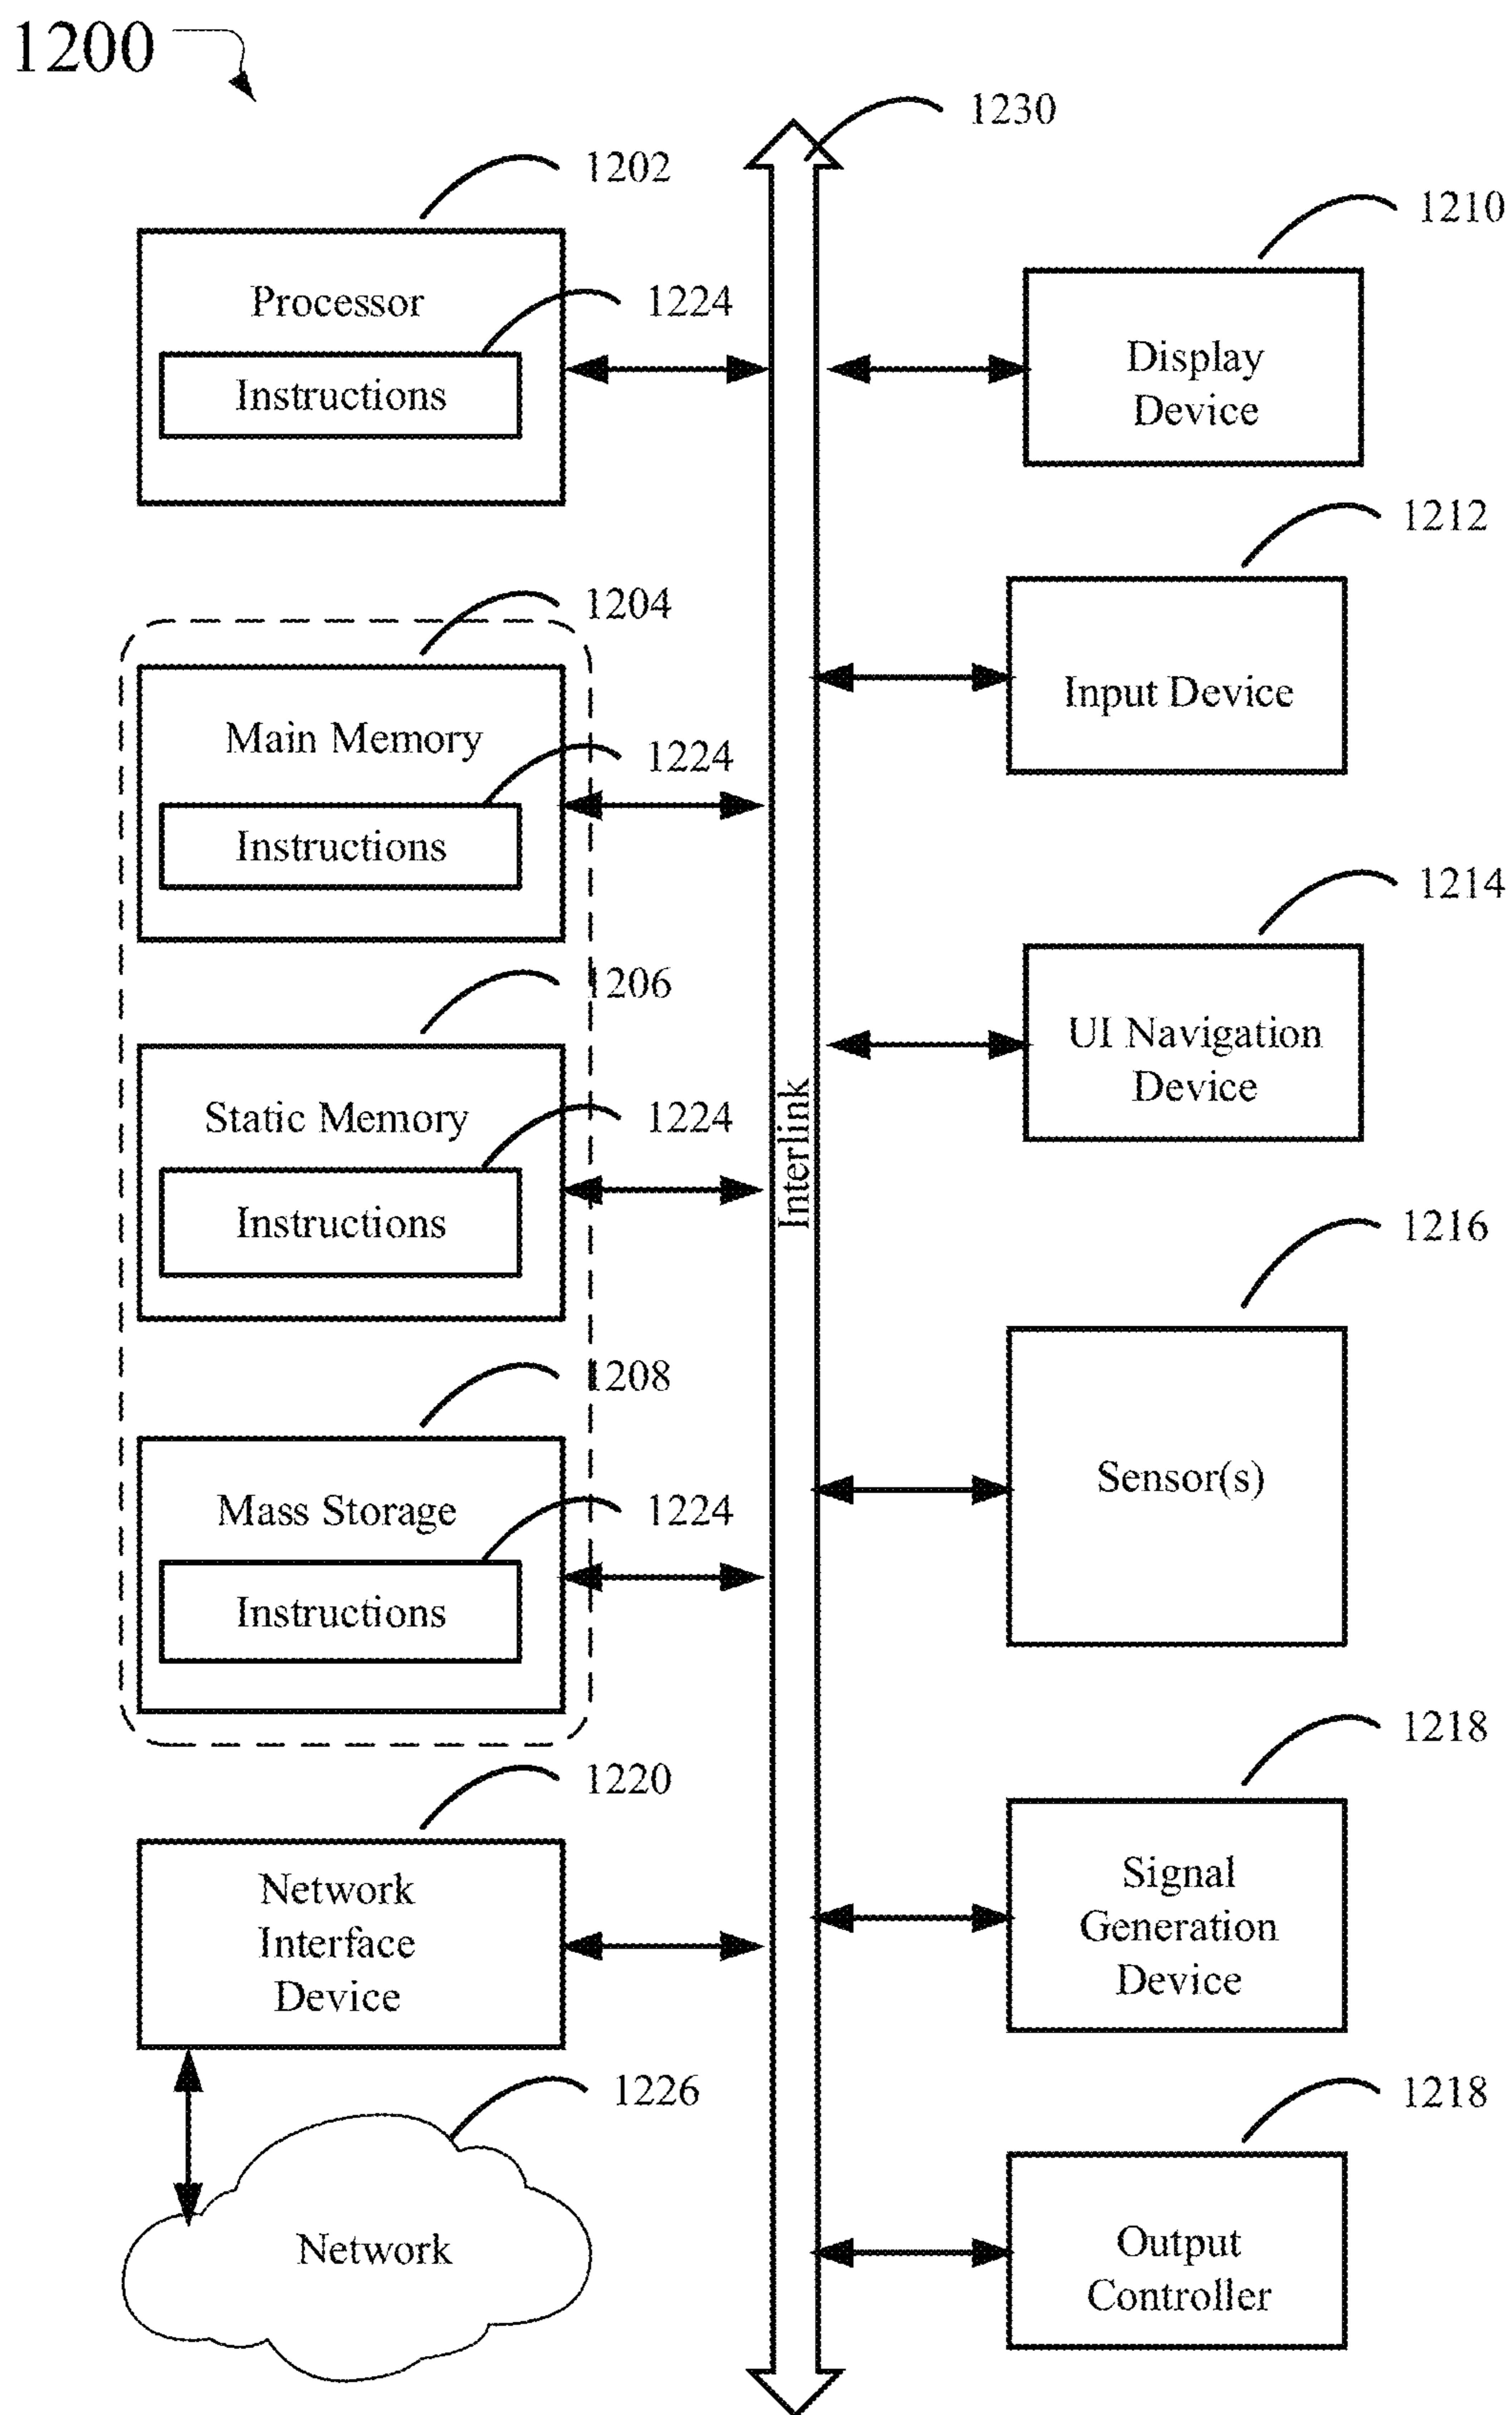 1200
1230
1202
Processor
1224
Instructions
1204
Main Memory
1224
Instructions
1206
Static Memory
1224
Instructions
1208
Mass Storage
1224
Instructions
1220
Network
Interface
Device
1226
Network
Interlink
1210
Display
Device
1212
Input Device
1214
UI Navigation
Device
1216
Sensor(s)
1218
Signal
Generation
Device
1218
Output
Controller